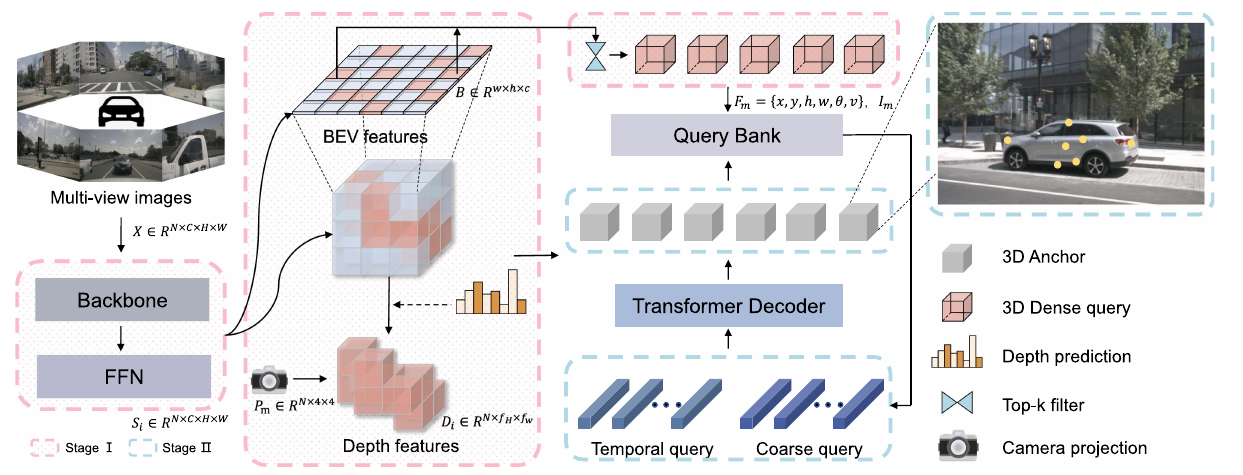 Multi-view images
X ∈ R^{N×C×H×W}
Backbone
FFN
S_i ∈ R^{N×C×H×W}
Stage Ⅰ
Stage Ⅱ
B ∈ R^{w×h×c}
BEV features
P_m ∈ R^{N×4×4}
D_i ∈ R^{N×f_H×f_w}
Depth features
F_m = {x, y, h, w, θ, v}, I_m
Query Bank
Transformer Decoder
Temporal query
Coarse query
3D Anchor
3D Dense query
Depth prediction
Top-k filter
Camera projection